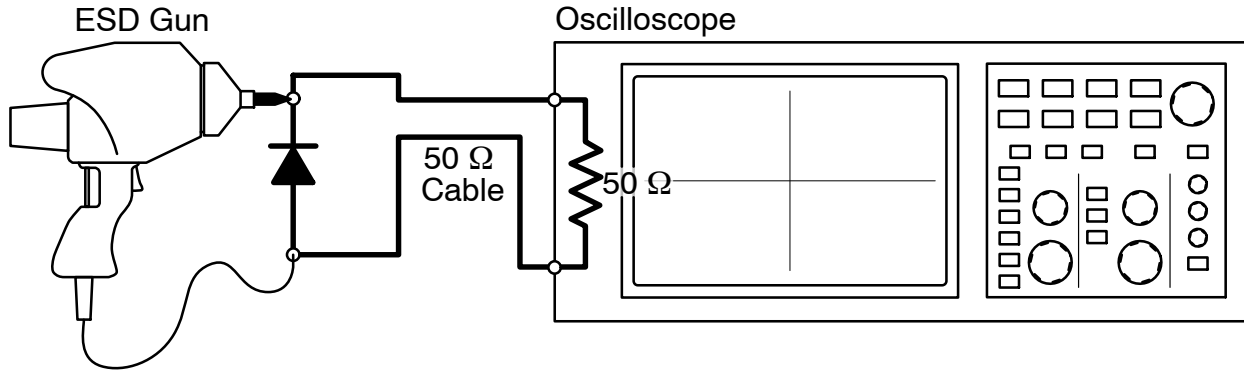 ESD Gun
Oscilloscope
50 Ω
Cable
50 Ω